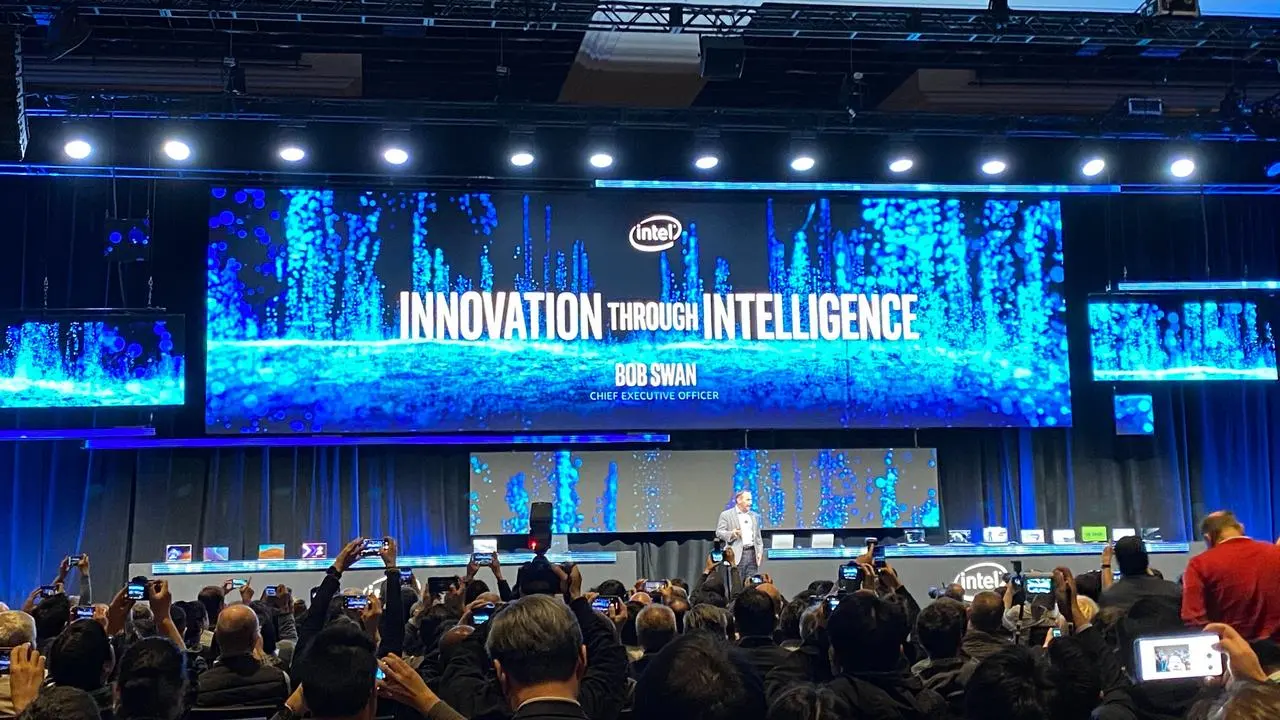 intel
INNOVATION THROUGH INTELLIGENCE
BOB SWAN
CHIEF EXECUTIVE OFFICER
intel